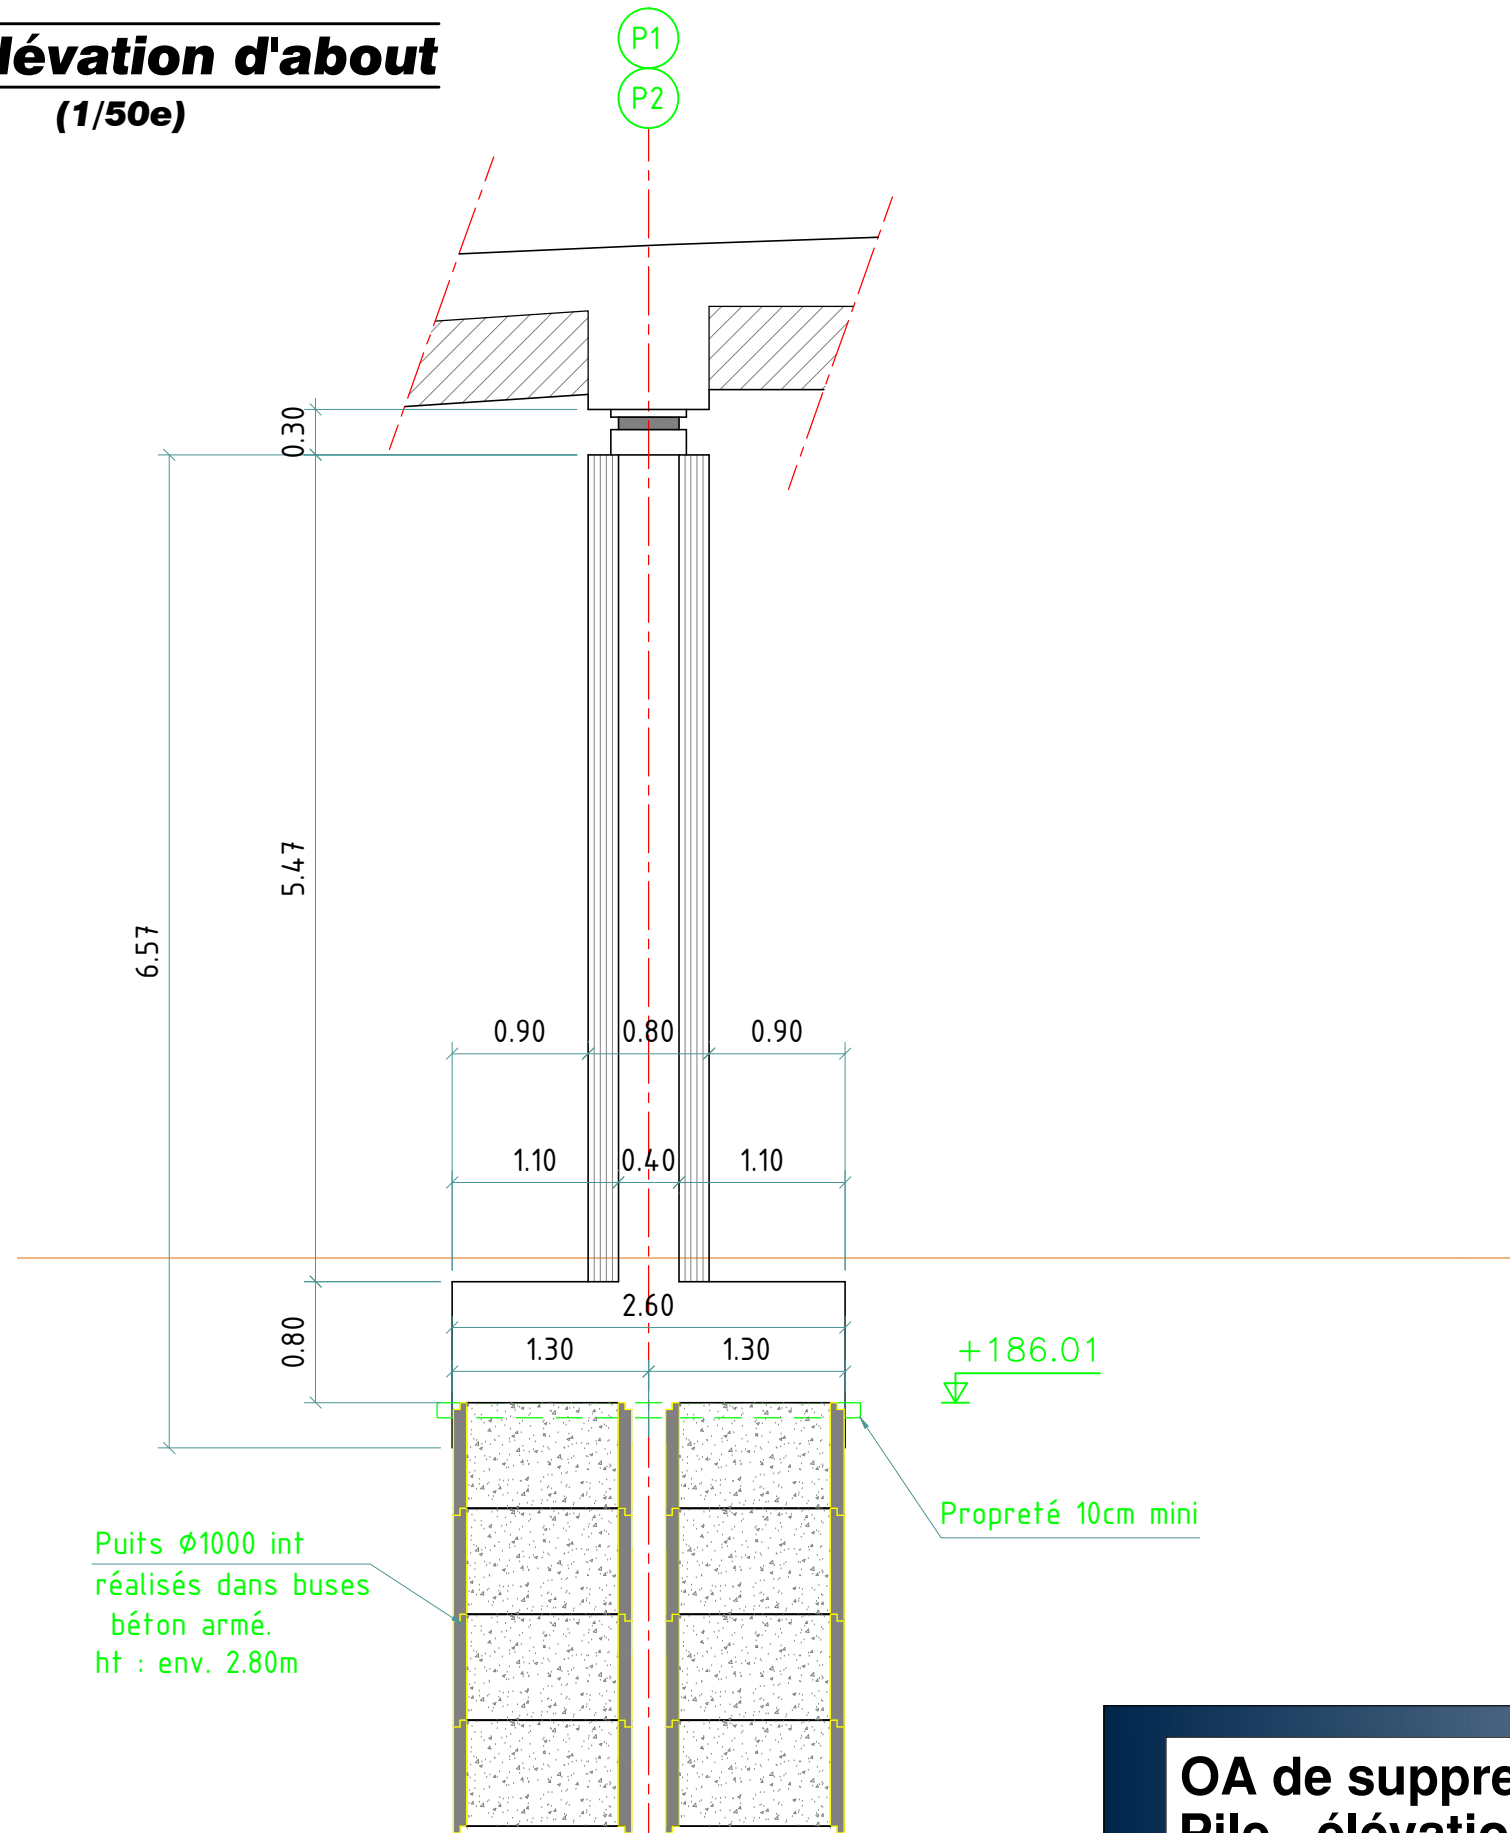 lévation d'about
(1/50e)
P1
P2
0.30
5.47
6.57
0.90 0.80 0.90
1.10 0.40 1.10
2.60
1.30 1.30
0.80
+186.01
Propreté 10cm mini
Puits Ø1000 int
réalisés dans buses
béton armé.
ht : env. 2.80m
OA de suppre
Pile - élévatio